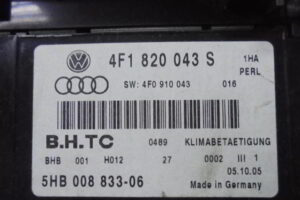 4F1 820 043 S 1HA
PERL
SW: 4F0 910 043 016
B.H.TC 0469 KLIMABETAETIGUNG
BHB 001 H012 27 0002 III 1
05.10.05
5HB 008 833-06 Made in Germany